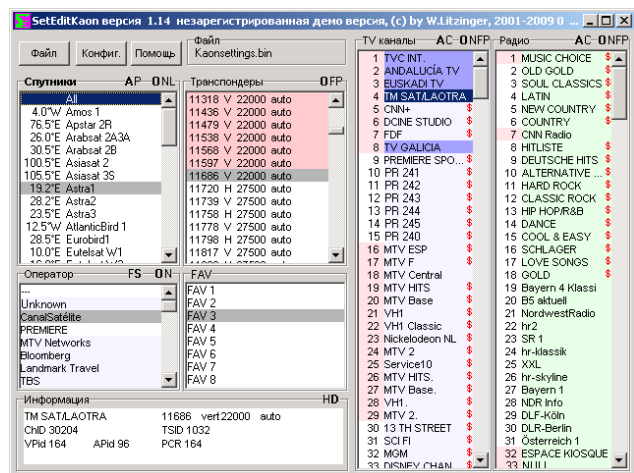 SetEditKaon версия 1.14 незарегистрированная демо версия, (c) by W.Litzinger, 2001-2009 0 ...
Файл
Конфиг.
Помощь
Файл
Kaonsettings.bin
Спутники AP ONL
All
4.0°W Amos 1
76.5°E Apstar 2R
26.0°E Arabsat 2A3A
30.5°E Arabsat 2B
100.5°E Asiasat 2
105.5°E Asiasat 3S
19.2°E Astra1
28.2°E Astra2
23.5°E Astra3
12.5°W AtlanticBird 1
28.5°E Eurobird1
10.0°E Eutelsat W1
Транспондеры OFP
11318 V 22000 auto
11436 V 22000 auto
11479 V 22000 auto
11538 V 22000 auto
11568 V 22000 auto
11597 V 22000 auto
11686 V 22000 auto
11720 H 27500 auto
11739 V 27500 auto
11758 H 27500 auto
11778 V 27500 auto
11798 H 27500 auto
11817 V 27500 auto
Оператор FS ON
---
Unknown
CanalSatélite
PREMIERE
MTV Networks
Bloomberg
Landmark Travel
TBS
FAV
FAV 1
FAV 2
FAV 3
FAV 4
FAV 5
FAV 6
FAV 7
FAV 8
Информация HD
TM SAT/LAOTRA 11686 vert 22000 auto
ChID 30204 TSID 1032
VPid 164 APid 96 PCR 164
TV каналы AC ONFP
1 TVC INT.
2 ANDALUCÍA TV
3 EUSKADI TV
4 TM SAT/LAOTRA
5 CNN+ $
6 DCINE STUDIO $
7 FDF $
8 TV GALICIA
9 PREMIERE SPO... $
10 PR 241 $
11 PR 242 $
12 PR 243 $
13 PR 244 $
14 PR 245 $
15 PR 240 $
16 MTV ESP $
17 MTV F $
18 MTV Central
19 MTV HITS $
20 MTV Base $
21 VH1 $
22 VH1 Classic $
23 Nickelodeon NL $
24 MTV 2 $
25 Service10 $
26 MTV HITS. $
27 MTV Base. $
28 VH1. $
29 MTV 2. $
30 13 TH STREET $
31 SCI FI $
32 MGM $
33 DISNEY CHAN $
Радио AC ONFP
1 MUSIC CHOICE $
2 OLD GOLD $
3 SOUL CLASSICS $
4 LATIN $
5 NEW COUNTRY $
6 COUNTRY $
7 CNN Radio
8 HITLISTE $
9 DEUTSCHE HITS $
10 ALTERNATIVE ... $
11 HARD ROCK $
12 CLASSIC ROCK $
13 HIP HOP/R&B $
14 DANCE $
15 COOL & EASY $
16 SCHLAGER $
17 LOVE SONGS $
18 GOLD $
19 Bayern 4 Klassi
20 B5 aktuell
21 NordwestRadio
22 hr2
23 SR 1
24 hr-klassik
25 XXL
26 hr-skyline
27 Bayern 1
28 NDR Info
29 DLF-Köln
30 DLR-Berlin
31 Österreich 1
32 ESPACE KIOSQUE
33 NULL